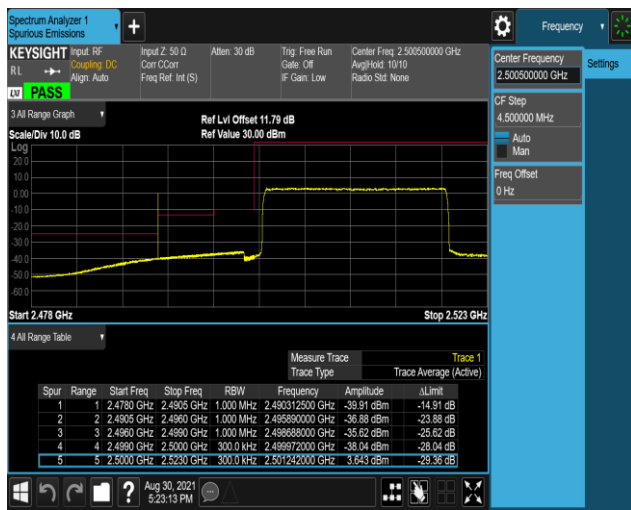 Spectrum Analyzer 1
Spurious Emissions
+
Frequency
KEYSIGHT Input: RF Input Z: 50 Ω Atten: 30 dB Trig: Free Run Center Freq: 2.500500000 GHz
RL Coupling: DC Corr CCorr Gate: Off Avg|Hold: 10/10
Align: Auto Freq Ref: Int (S) IF Gain: Low Radio Std: None
LXI PASS
Center Frequency
2.500500000 GHz
Settings
CF Step
4.500000 MHz
Auto
Man
Freq Offset
0 Hz
3 All Range Graph
Ref Lvl Offset 11.79 dB
Scale/Div 10.0 dB Ref Value 30.00 dBm
Log
20.0
10.0
0.00
-10.0
-20.0
-30.0
-40.0
-50.0
-60.0
Start 2.478 GHz Stop 2.523 GHz
4 All Range Table
Measure Trace Trace 1
Trace Type Trace Average (Active)
Spur Range Start Freq Stop Freq RBW Frequency Amplitude ΔLimit
1 1 2.4780 GHz 2.4905 GHz 1.000 MHz 2.490312500 GHz -39.91 dBm -14.91 dB
2 2 2.4905 GHz 2.4960 GHz 1.000 MHz 2.495890000 GHz -36.88 dBm -23.88 dB
3 3 2.4960 GHz 2.4990 GHz 1.000 MHz 2.498688000 GHz -35.62 dBm -25.62 dB
4 4 2.4990 GHz 2.5000 GHz 300.0 kHz 2.499972000 GHz -38.04 dBm -28.04 dB
5 5 2.5000 GHz 2.5230 GHz 300.0 kHz 2.501242000 GHz 3.643 dBm -29.36 dB
? Aug 30, 2021
5:23:13 PM